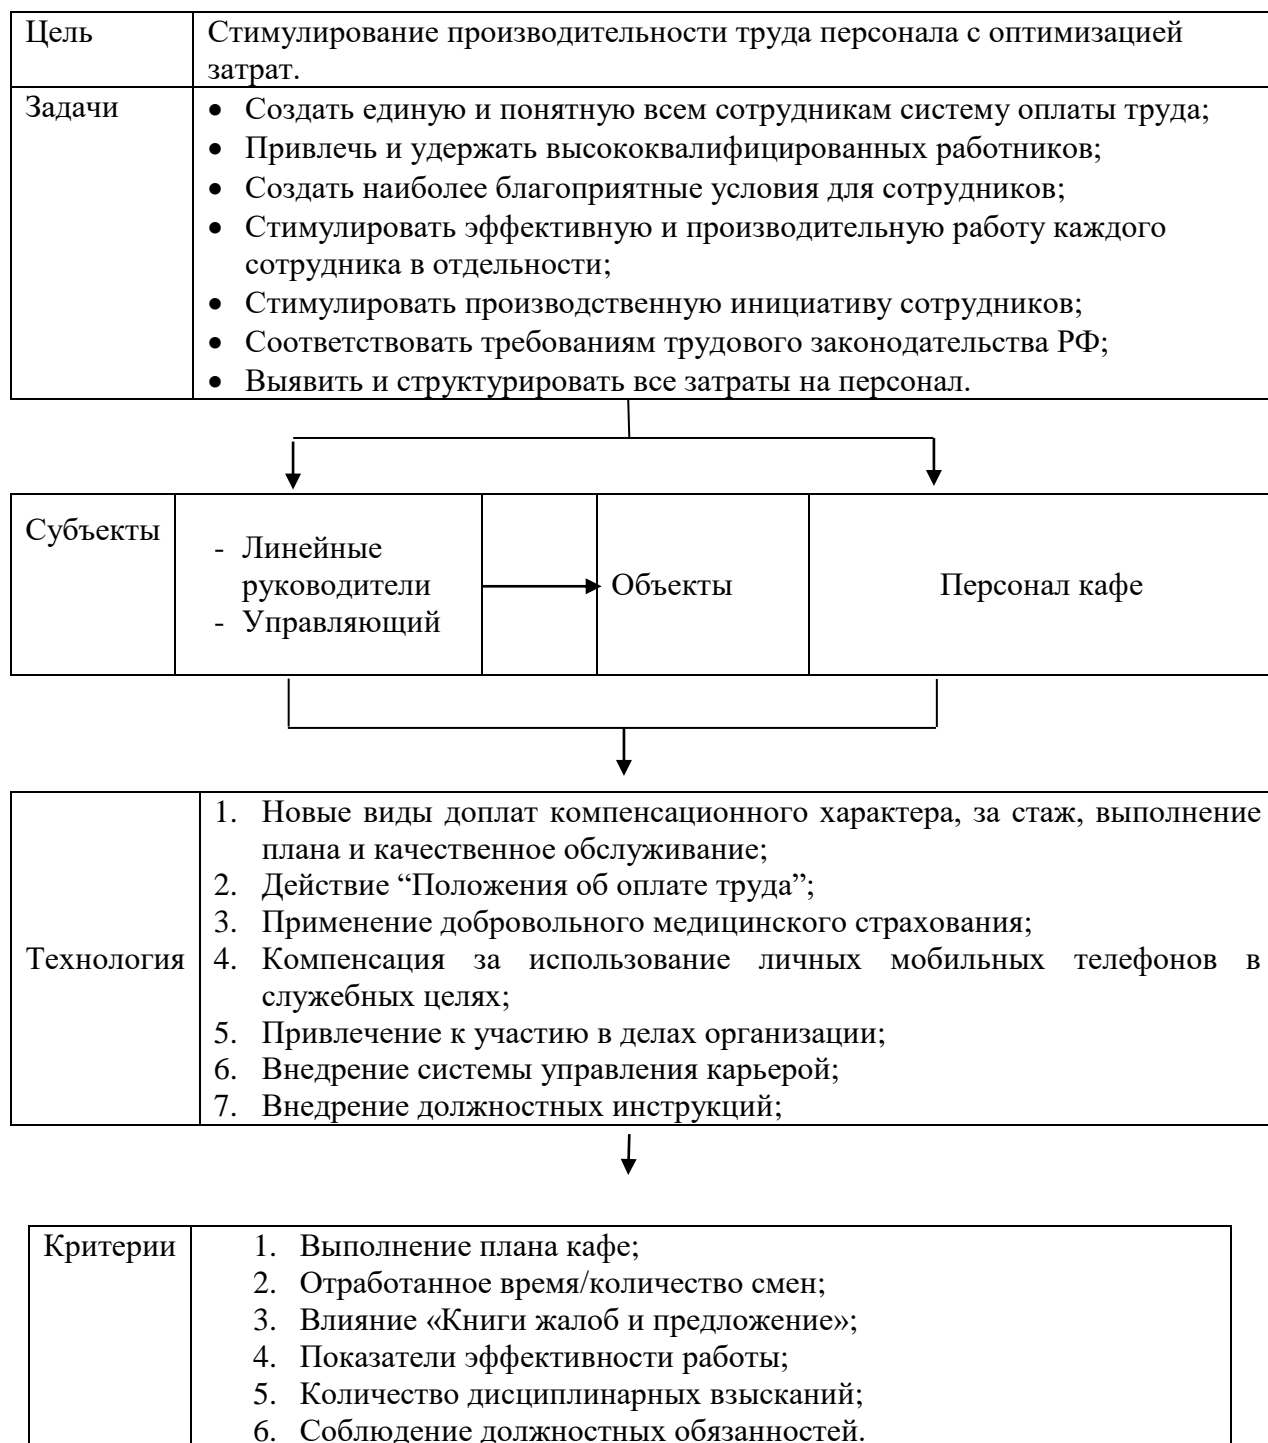 Цель
Стимулирование производительности труда персонала с оптимизацией
затрат.
Задачи
• Создать единую и понятную всем сотрудникам систему оплаты труда;
• Привлечь и удержать высококвалифицированных работников;
• Создать наиболее благоприятные условия для сотрудников;
• Стимулировать эффективную и производительную работу каждого
сотрудника в отдельности;
• Стимулировать производственную инициативу сотрудников;
• Соответствовать требованиям трудового законодательства РФ;
• Выявить и структурировать все затраты на персонал.
Субъекты
- Линейные
руководители
- Управляющий
Объекты
Персонал кафе
Технология
1. Новые виды доплат компенсационного характера, за стаж, выполнение
плана и качественное обслуживание;
2. Действие “Положения об оплате труда”;
3. Применение добровольного медицинского страхования;
4. Компенсация за использование личных мобильных телефонов в
служебных целях;
5. Привлечение к участию в делах организации;
6. Внедрение системы управления карьерой;
7. Внедрение должностных инструкций;
Критерии
1. Выполнение плана кафе;
2. Отработанное время/количество смен;
3. Влияние «Книги жалоб и предложение»;
4. Показатели эффективности работы;
5. Количество дисциплинарных взысканий;
6. Соблюдение должностных обязанностей.